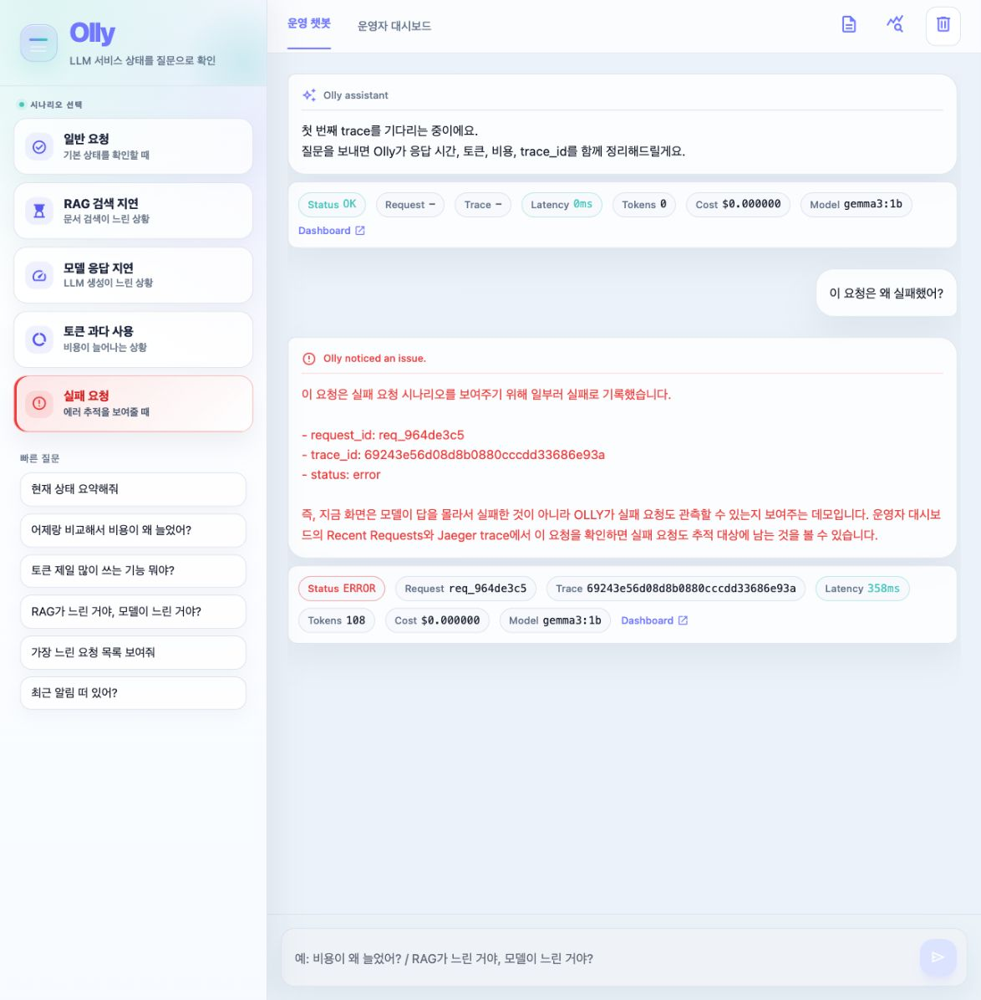 Olly
LLM 서비스 상태를 질문으로 확인
시나리오 선택
일반 요청
기본 상태를 확인할 때
RAG 검색 지연
문서 검색이 느린 상황
모델 응답 지연
LLM 생성이 느린 상황
토큰 과다 사용
비용이 늘어나는 상황
실패 요청
에러 추적을 보여줄 때
빠른 질문
현재 상태 요약해줘
어제랑 비교해서 비용이 왜 늘었어?
토큰 제일 많이 쓰는 기능 뭐야?
RAG가 느린 거야, 모델이 느린 거야?
가장 느린 요청 목록 보여줘
최근 알림 떠 있어?
운영 챗봇 운영자 대시보드
Olly assistant
첫 번째 trace를 기다리는 중이에요.
질문을 보내면 Olly가 응답 시간, 토큰, 비용, trace_id를 함께 정리해드릴게요.
Status OK Request – Trace – Latency 0ms Tokens 0 Cost $0.000000 Model gemma3:1b
Dashboard
이 요청은 왜 실패했어?
Olly noticed an issue.
이 요청은 실패 요청 시나리오를 보여주기 위해 일부러 실패로 기록했습니다.
- request_id: req_964de3c5
- trace_id: 69243e56d08d8b0880cccdd33686e93a
- status: error
즉, 지금 화면은 모델이 답을 몰라서 실패한 것이 아니라 OLLY가 실패 요청도 관측할 수 있는지 보여주는 데모입니다. 운영자 대시보
드의 Recent Requests와 Jaeger trace에서 이 요청을 확인하면 실패 요청도 추적 대상에 남는 것을 볼 수 있습니다.
Status ERROR Request req_964de3c5 Trace 69243e56d08d8b0880cccdd33686e93a Latency 358ms
Tokens 108 Cost $0.000000 Model gemma3:1b Dashboard
예: 비용이 왜 늘었어? / RAG가 느린 거야, 모델이 느린 거야?